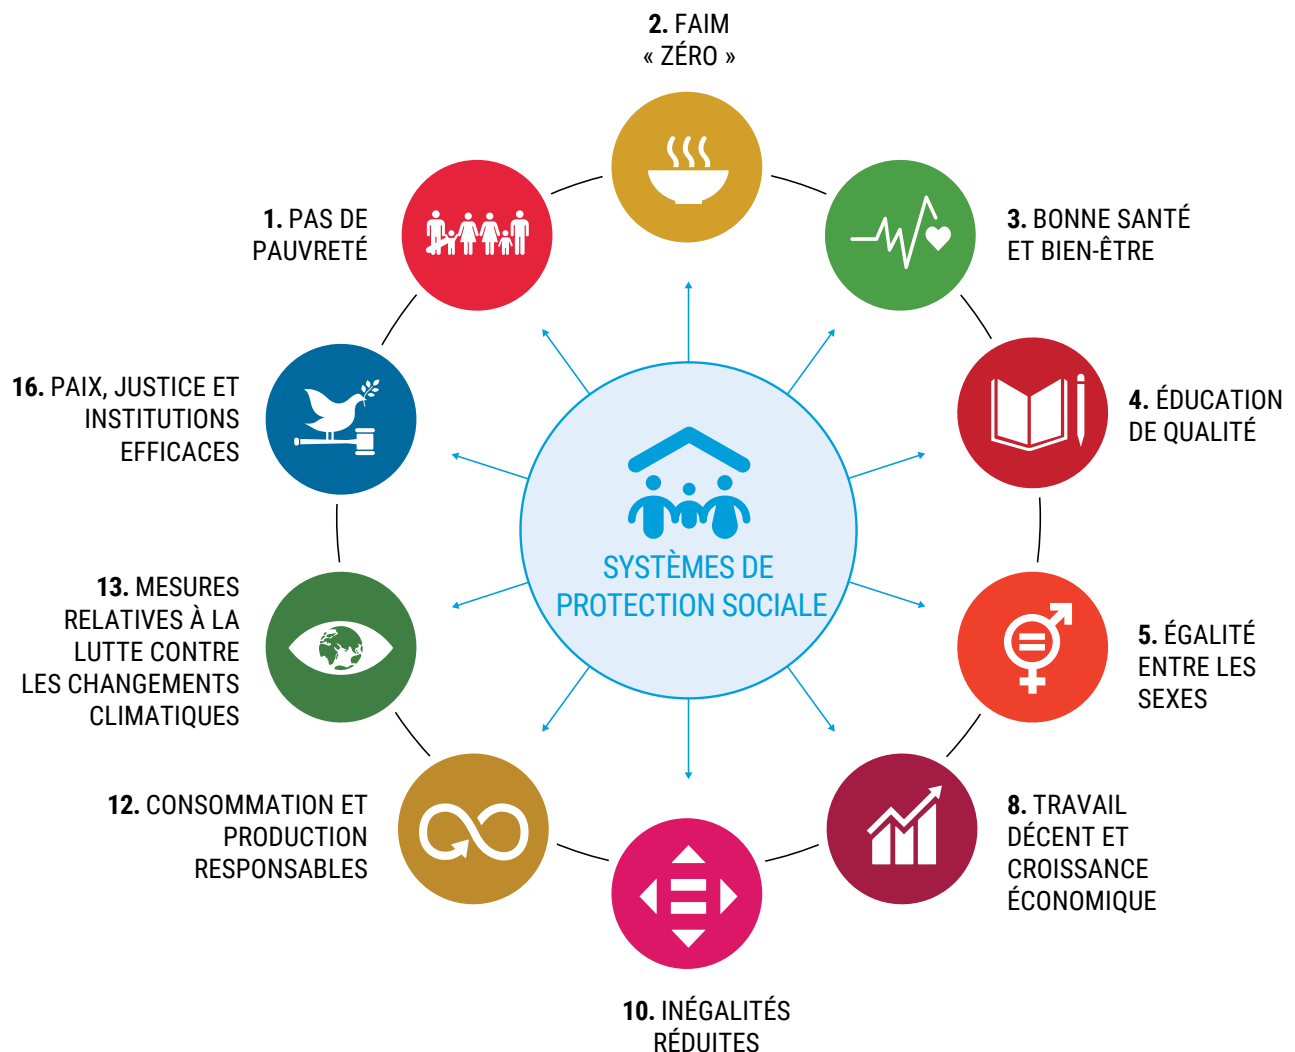 2. FAIM
« ZÉRO »
1. PAS DE
PAUVRETÉ
3. BONNE SANTÉ
ET BIEN-ÊTRE
16. PAIX, JUSTICE ET
INSTITUTIONS
EFFICACES
4. ÉDUCATION
DE QUALITÉ
SYSTÈMES DE
PROTECTION SOCIALE
13. MESURES
RELATIVES À LA
LUTTE CONTRE
LES CHANGEMENTS
CLIMATIQUES
5. ÉGALITÉ
ENTRE LES
SEXES
12. CONSOMMATION ET
PRODUCTION
RESPONSABLES
8. TRAVAIL
DÉCENT ET
CROISSANCE
ÉCONOMIQUE
10. INÉGALITÉS
RÉDUITES